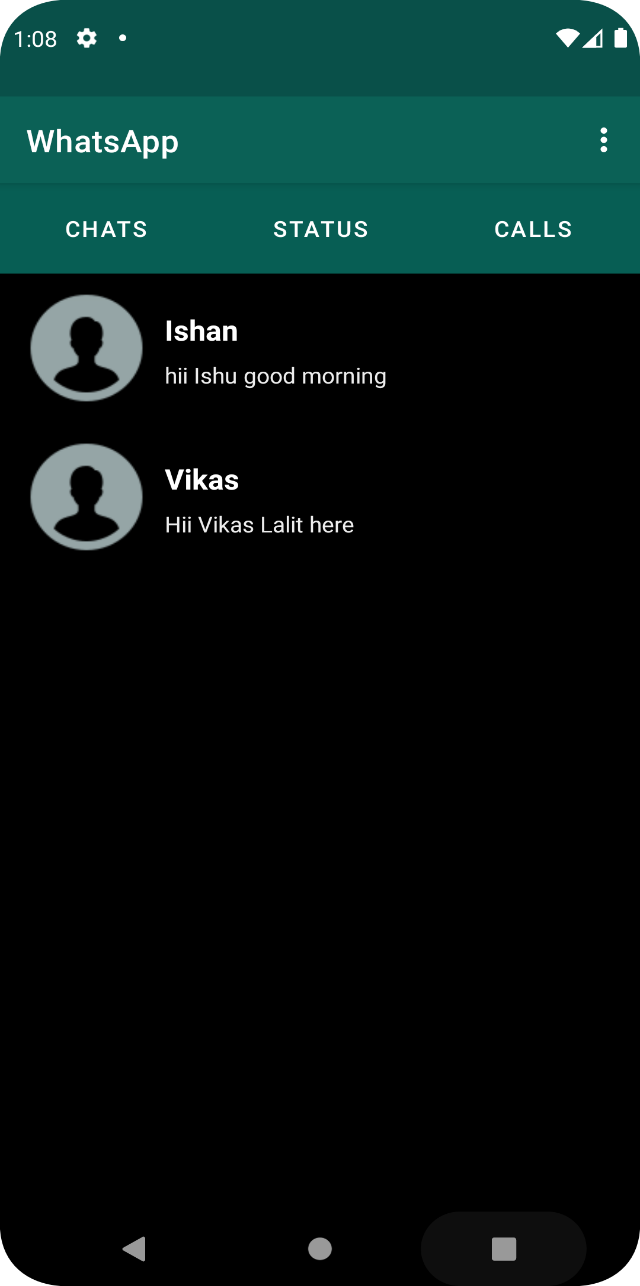 1:08
WhatsApp
CHATS STATUS CALLS
Ishan
hii Ishu good morning
Vikas
Hii Vikas Lalit here